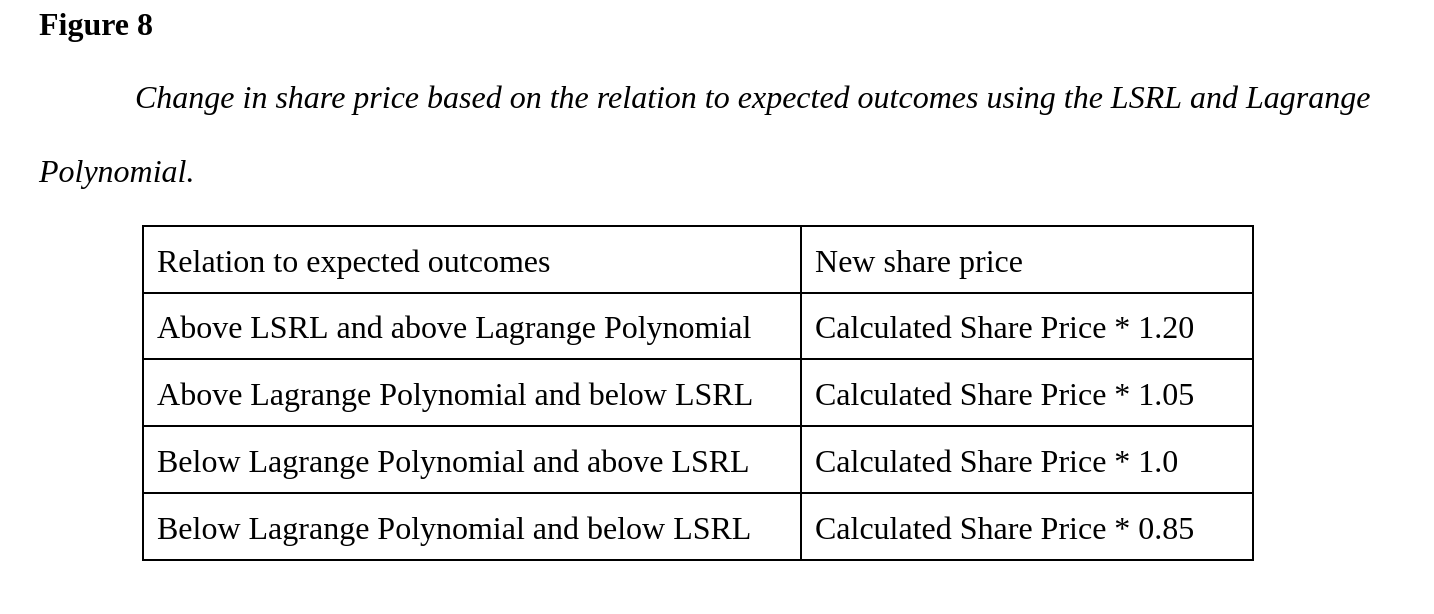 Figure 8
Change in share price based on the relation to expected outcomes using the LSRL and Lagrange
Polynomial.
Relation to expected outcomes New share price
Above LSRL and above Lagrange Polynomial Calculated Share Price * 1.20
Above Lagrange Polynomial and below LSRL Calculated Share Price * 1.05
Below Lagrange Polynomial and above LSRL Calculated Share Price * 1.0
Below Lagrange Polynomial and below LSRL Calculated Share Price * 0.85